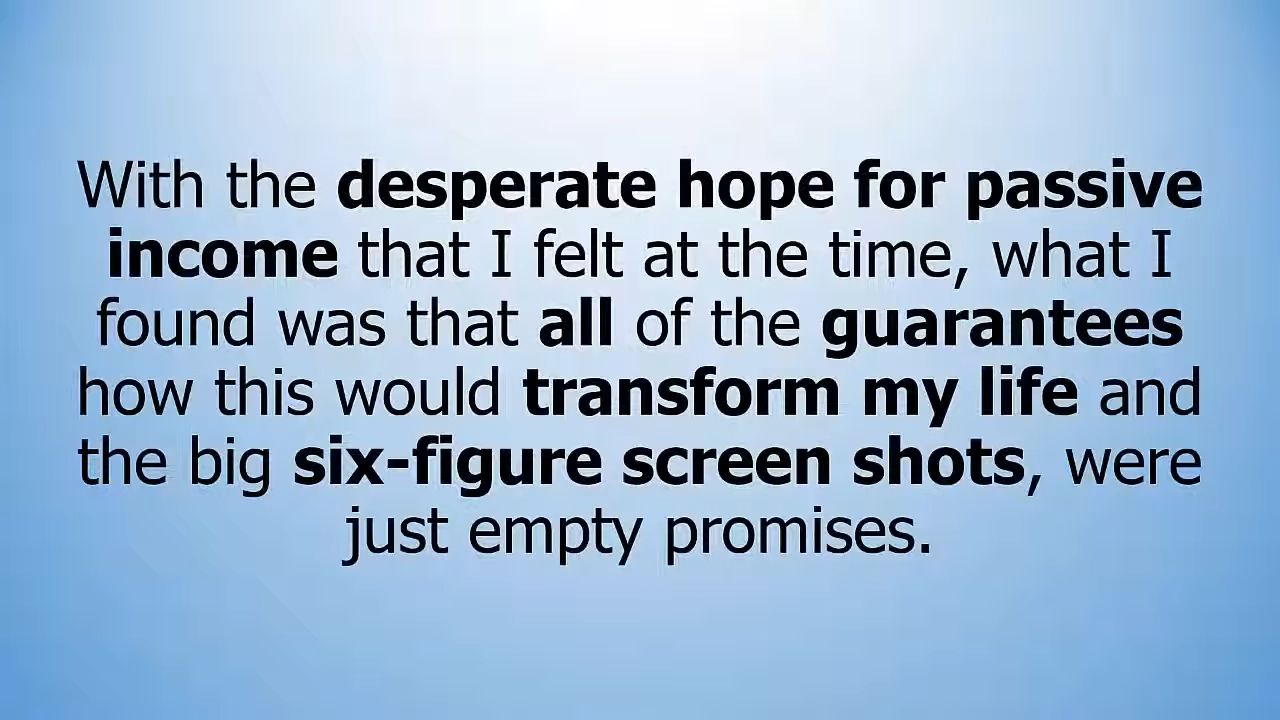 With the desperate hope for passive
income that I felt at the time, what I
found was that all of the guarantees
how this would transform my life and
the big six-figure screen shots, were
just empty promises.